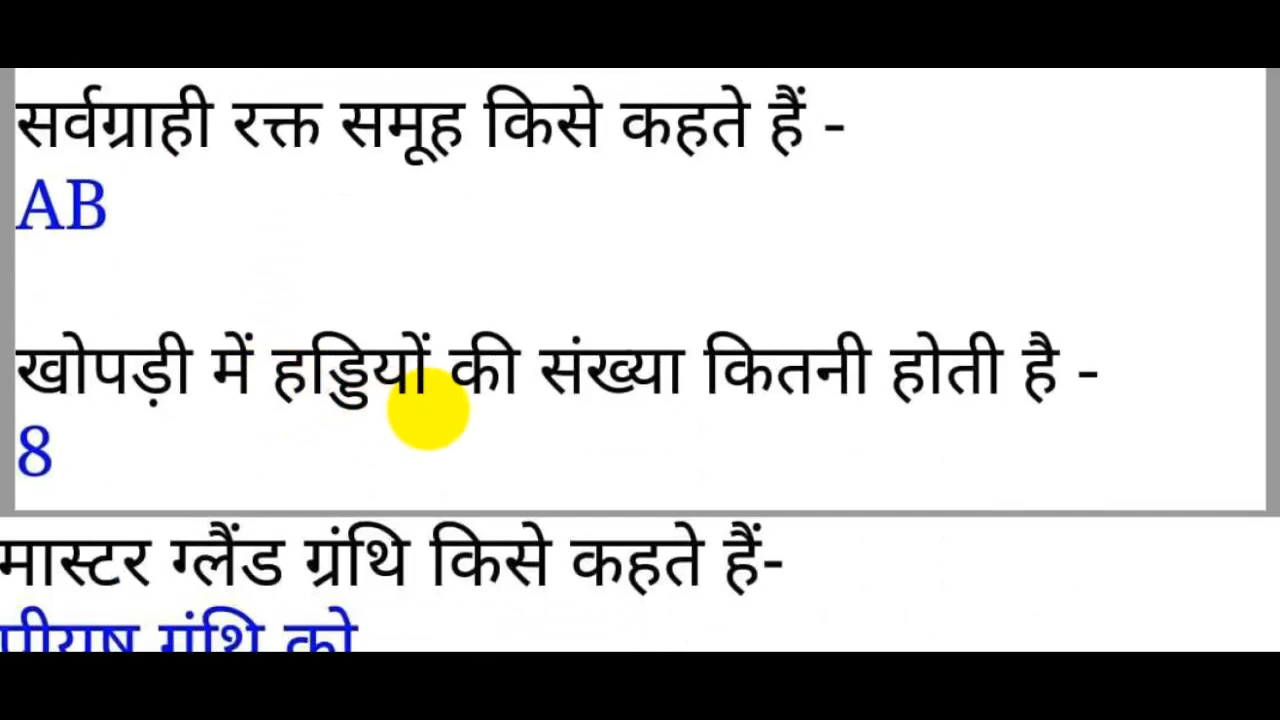 सर्वग्राही रक्त समूह किसे कहते हैं -
AB
खोपड़ी में हड्डियों की संख्या कितनी होती है -
8
मास्टर ग्लैंड ग्रंथि किसे कहते हैं-
पीयूष ग्रंथि को